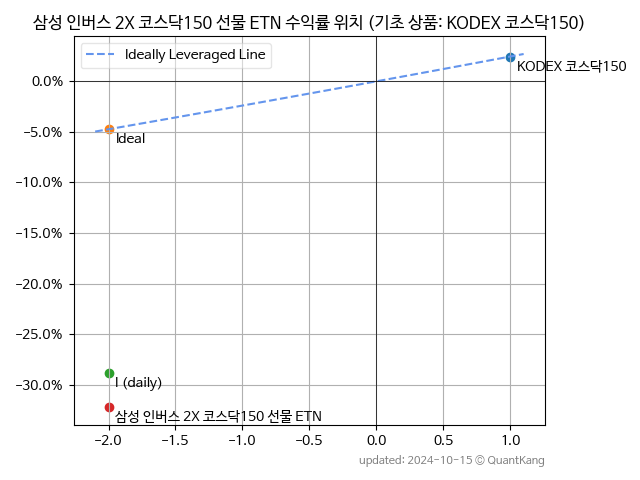 삼성 인버스 2X 코스닥150 선물 ETN 수익률 위치 (기초 상품: KODEX 코스닥150)
Ideally Leveraged Line
0.0%
−5.0%
−10.0%
−15.0%
−20.0%
−25.0%
−30.0%
KODEX 코스닥150
Ideal
I (daily)
삼성 인버스 2X 코스닥150 선물 ETN
−2.0
−1.5
−1.0
−0.5
0.0
0.5
1.0
updated: 2024-10-15 © QuantKang